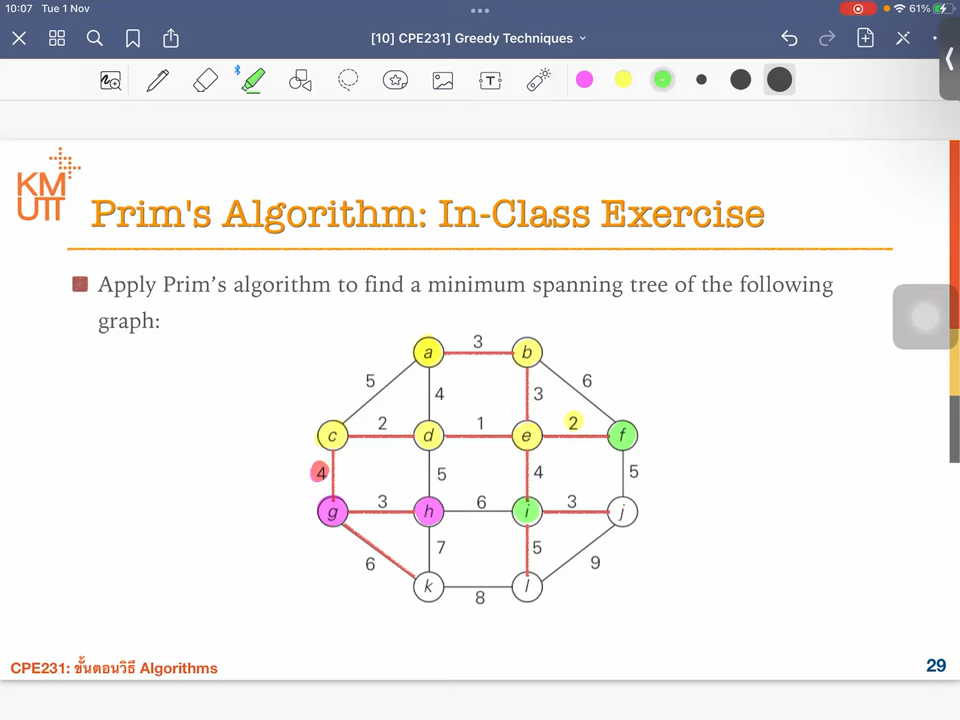 10:07 Tue 1 Nov
61%
[10] CPE231] Greedy Techniques
T
KM
UTT
Prim's Algorithm: In-Class Exercise
Apply Prim's algorithm to find a minimum spanning tree of the following
graph:
a 3 b
5 4 3 6
c 2 d 1 e 2 f
4 5 4 5
g 3 h 6 i 3 j
6 7 5 9
k 8 l
CPE231: ขั้นตอนวิธี Algorithms
29